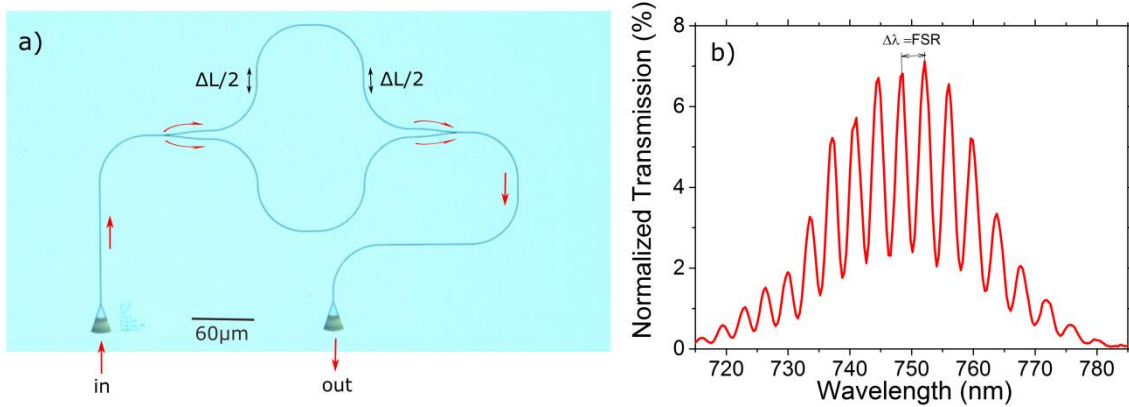 a)
ΔL/2
ΔL/2
60µm
in
out
b)
Δλ =FSR
Normalized Transmission (%)
8
6
4
2
0
720 730 740 750 760 770 780
Wavelength (nm)